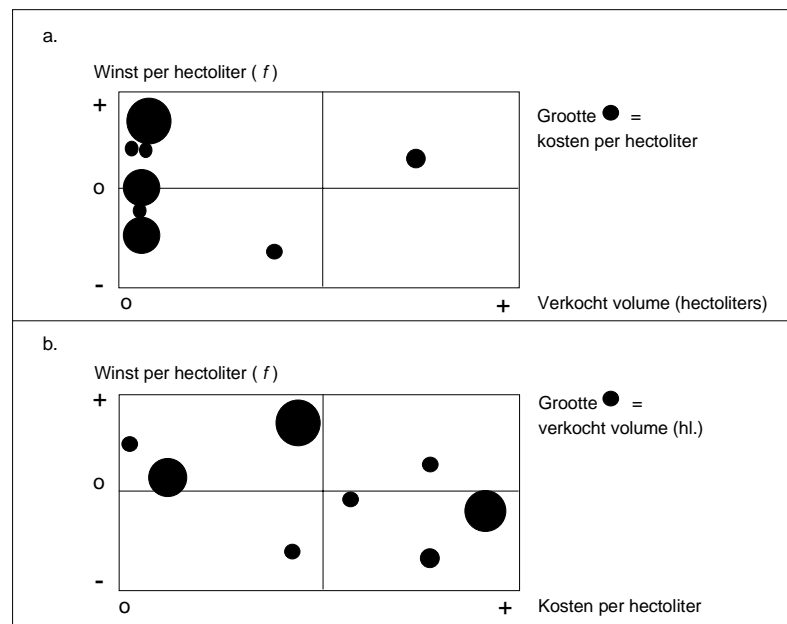 a.
Winst per hectoliter ( f )
+
Grootte ● =
kosten per hectoliter
o
-
o
+
Verkocht volume (hectoliters)
b.
Winst per hectoliter ( f )
+
Grootte ● =
verkocht volume (hl.)
o
-
o
+
Kosten per hectoliter